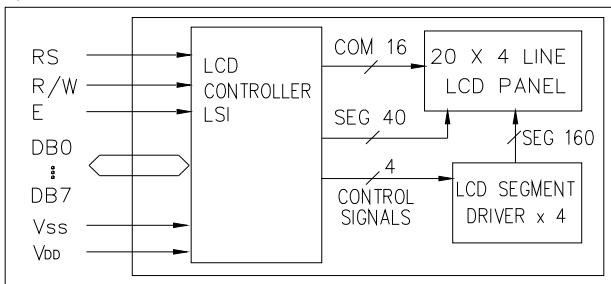 RS
R/W
E
DB0
DB7
Vss
VDD
LCD
CONTROLLER
LSI
COM 16
SEG 40
4
CONTROL
SIGNALS
20 X 4 LINE
LCD PANEL
SEG 160
LCD SEGMENT
DRIVER x 4